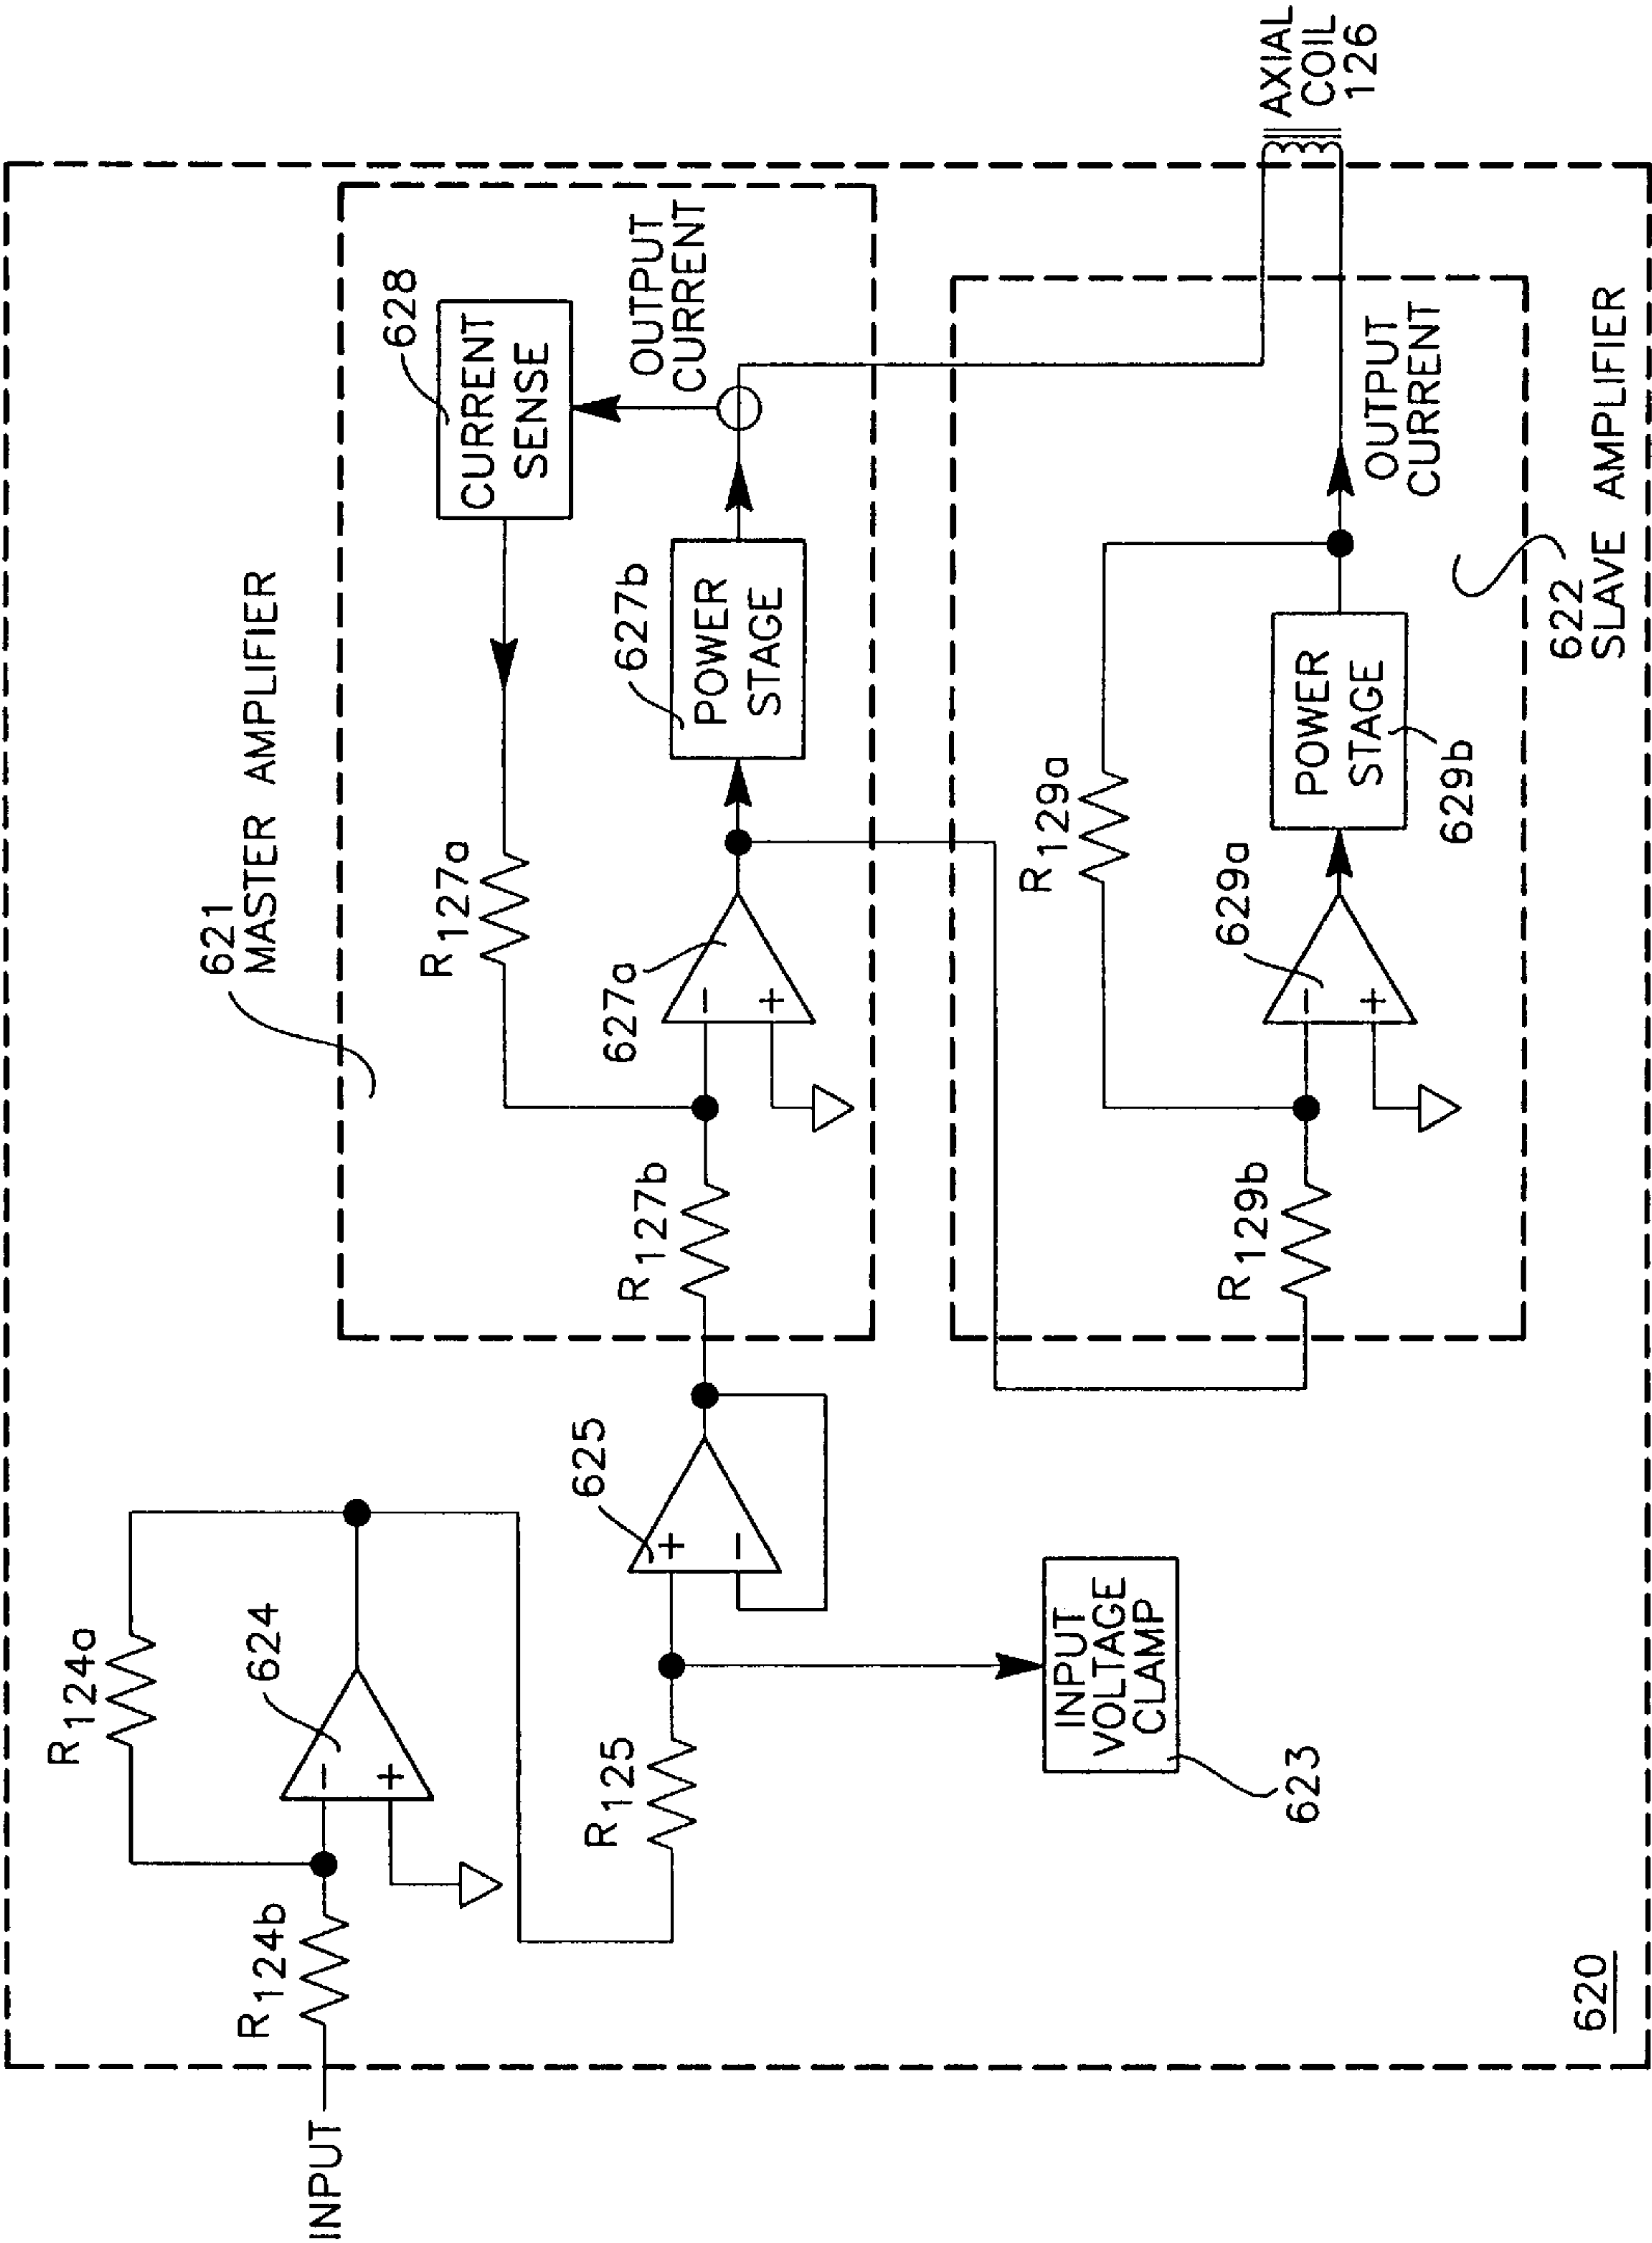 INPUT
R124b
R124a
624
R125
625
INPUT
VOLTAGE
CLAMP
623
621
MASTER AMPLIFIER
R127b
R127a
627a
−
+
−
+
+
−
POWER
STAGE
627b
CURRENT
SENSE
628
OUTPUT
CURRENT
R129b
R129a
629a
−
+
POWER
STAGE
629b
OUTPUT
CURRENT
622
SLAVE AMPLIFIER
AXIAL
COIL
126
620